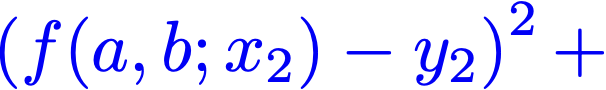 (f(a, b; x₂) − y₂)² +